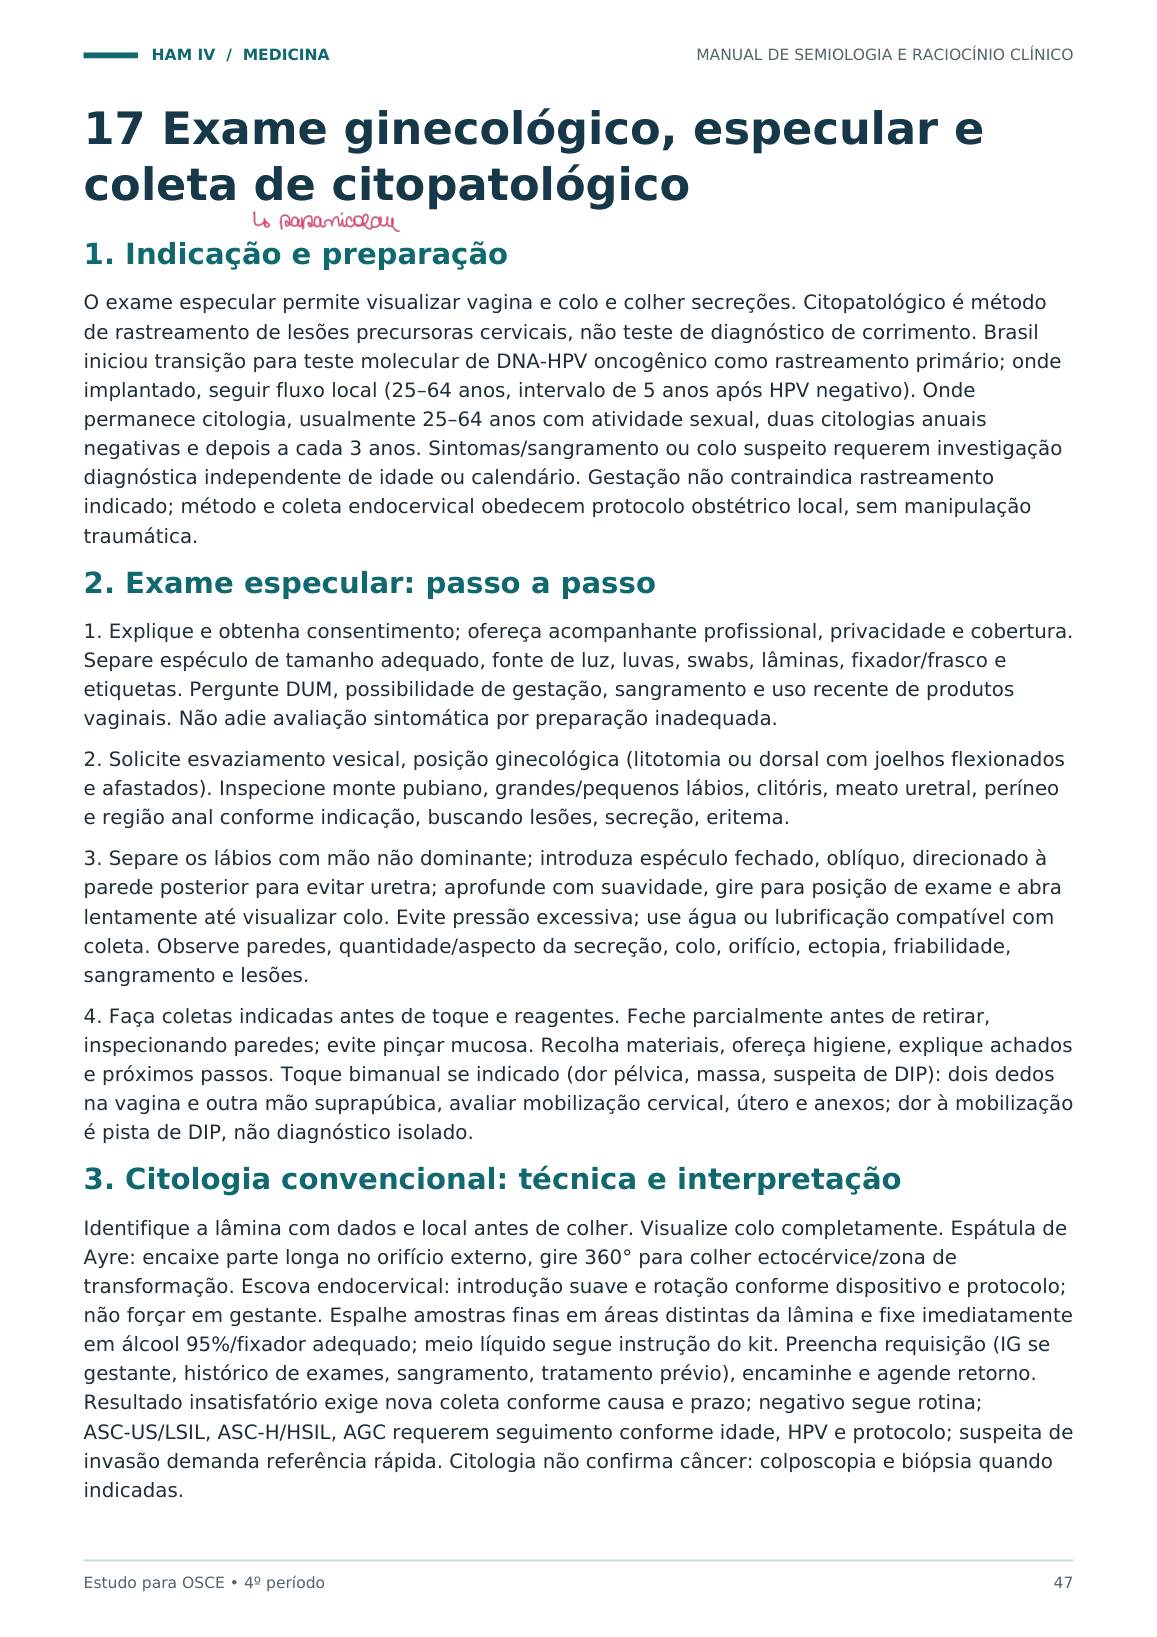 HAM IV / MEDICINA
MANUAL DE SEMIOLOGIA E RACIOCÍNIO CLÍNICO
17 Exame ginecológico, especular e
coleta de citopatológico
↳ papanicolau
1. Indicação e preparação
O exame especular permite visualizar vagina e colo e colher secreções. Citopatológico é método
de rastreamento de lesões precursoras cervicais, não teste de diagnóstico de corrimento. Brasil
iniciou transição para teste molecular de DNA-HPV oncogênico como rastreamento primário; onde
implantado, seguir fluxo local (25–64 anos, intervalo de 5 anos após HPV negativo). Onde
permanece citologia, usualmente 25–64 anos com atividade sexual, duas citologias anuais
negativas e depois a cada 3 anos. Sintomas/sangramento ou colo suspeito requerem investigação
diagnóstica independente de idade ou calendário. Gestação não contraindica rastreamento
indicado; método e coleta endocervical obedecem protocolo obstétrico local, sem manipulação
traumática.
2. Exame especular: passo a passo
1. Explique e obtenha consentimento; ofereça acompanhante profissional, privacidade e cobertura.
Separe espéculo de tamanho adequado, fonte de luz, luvas, swabs, lâminas, fixador/frasco e
etiquetas. Pergunte DUM, possibilidade de gestação, sangramento e uso recente de produtos
vaginais. Não adie avaliação sintomática por preparação inadequada.
2. Solicite esvaziamento vesical, posição ginecológica (litotomia ou dorsal com joelhos flexionados
e afastados). Inspecione monte pubiano, grandes/pequenos lábios, clitóris, meato uretral, períneo
e região anal conforme indicação, buscando lesões, secreção, eritema.
3. Separe os lábios com mão não dominante; introduza espéculo fechado, oblíquo, direcionado à
parede posterior para evitar uretra; aprofunde com suavidade, gire para posição de exame e abra
lentamente até visualizar colo. Evite pressão excessiva; use água ou lubrificação compatível com
coleta. Observe paredes, quantidade/aspecto da secreção, colo, orifício, ectopia, friabilidade,
sangramento e lesões.
4. Faça coletas indicadas antes de toque e reagentes. Feche parcialmente antes de retirar,
inspecionando paredes; evite pinçar mucosa. Recolha materiais, ofereça higiene, explique achados
e próximos passos. Toque bimanual se indicado (dor pélvica, massa, suspeita de DIP): dois dedos
na vagina e outra mão suprapúbica, avaliar mobilização cervical, útero e anexos; dor à mobilização
é pista de DIP, não diagnóstico isolado.
3. Citologia convencional: técnica e interpretação
Identifique a lâmina com dados e local antes de colher. Visualize colo completamente. Espátula de
Ayre: encaixe parte longa no orifício externo, gire 360° para colher ectocérvice/zona de
transformação. Escova endocervical: introdução suave e rotação conforme dispositivo e protocolo;
não forçar em gestante. Espalhe amostras finas em áreas distintas da lâmina e fixe imediatamente
em álcool 95%/fixador adequado; meio líquido segue instrução do kit. Preencha requisição (IG se
gestante, histórico de exames, sangramento, tratamento prévio), encaminhe e agende retorno.
Resultado insatisfatório exige nova coleta conforme causa e prazo; negativo segue rotina;
ASC-US/LSIL, ASC-H/HSIL, AGC requerem seguimento conforme idade, HPV e protocolo; suspeita de
invasão demanda referência rápida. Citologia não confirma câncer: colposcopia e biópsia quando
indicadas.
Estudo para OSCE • 4º período
47